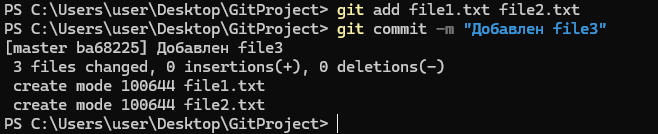 PS C:\Users\user\Desktop\GitProject> git add file1.txt file2.txt
PS C:\Users\user\Desktop\GitProject> git commit -m "Добавлен file3"
[master ba68225] Добавлен file3
 3 files changed, 0 insertions(+), 0 deletions(-)
 create mode 100644 file1.txt
 create mode 100644 file2.txt
PS C:\Users\user\Desktop\GitProject>